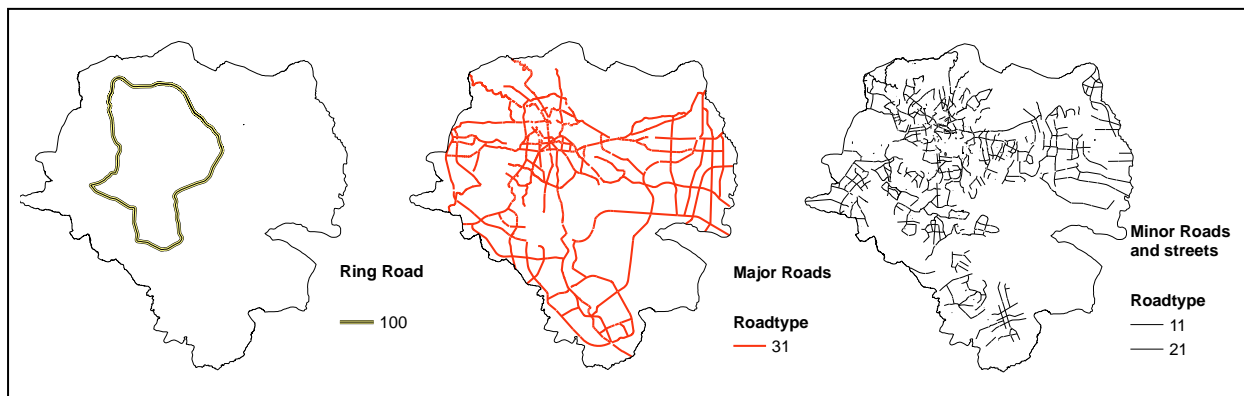 Ring Road
100
Major Roads
Roadtype
31
Minor Roads
and streets
Roadtype
11
21